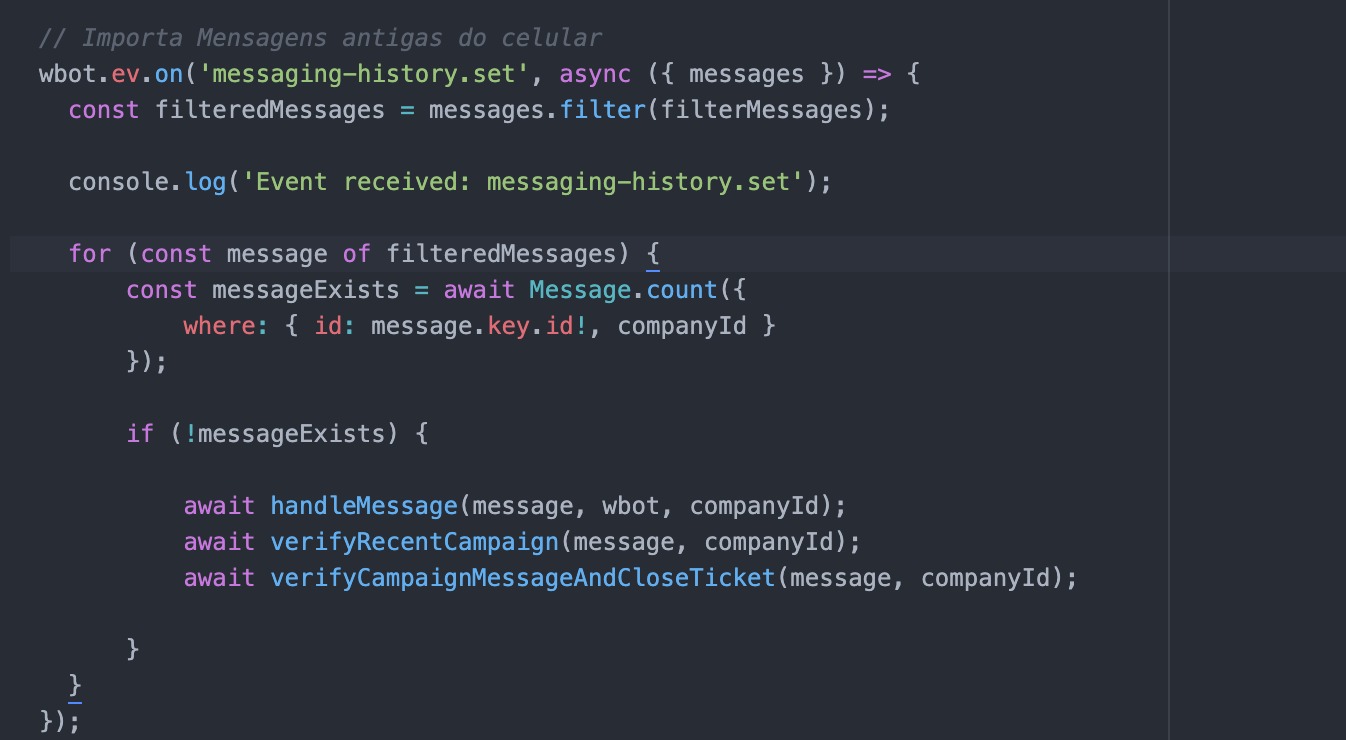 // Importa Mensagens antigas do celular
wbot.ev.on('messaging-history.set', async ({ messages }) => {
  const filteredMessages = messages.filter(filterMessages);
  console.log('Event received: messaging-history.set');
  for (const message of filteredMessages) {
      const messageExists = await Message.count({
          where: { id: message.key.id!, companyId }
      });
      if (!messageExists) {
          await handleMessage(message, wbot, companyId);
          await verifyRecentCampaign(message, companyId);
          await verifyCampaignMessageAndCloseTicket(message, companyId);
      }
  }
});